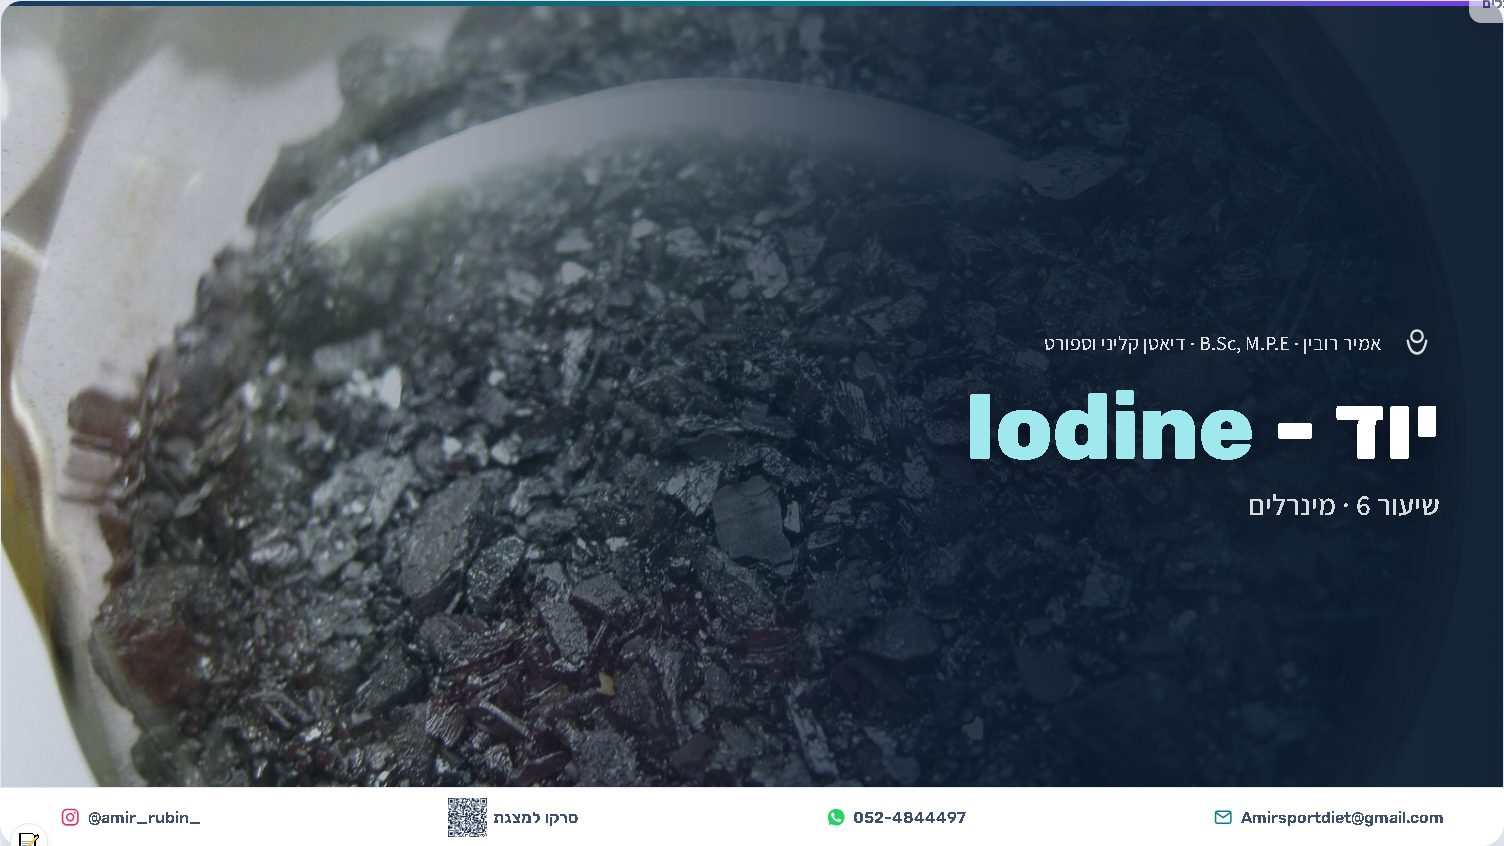 אמיר רובין · B.Sc, M.P.E · דיאטן קליני וספורט
יוד - Iodine
שיעור 6 · מינרלים
Amirsportdiet@gmail.com
052-4844497
סרקו למצגת
@amir_rubin_